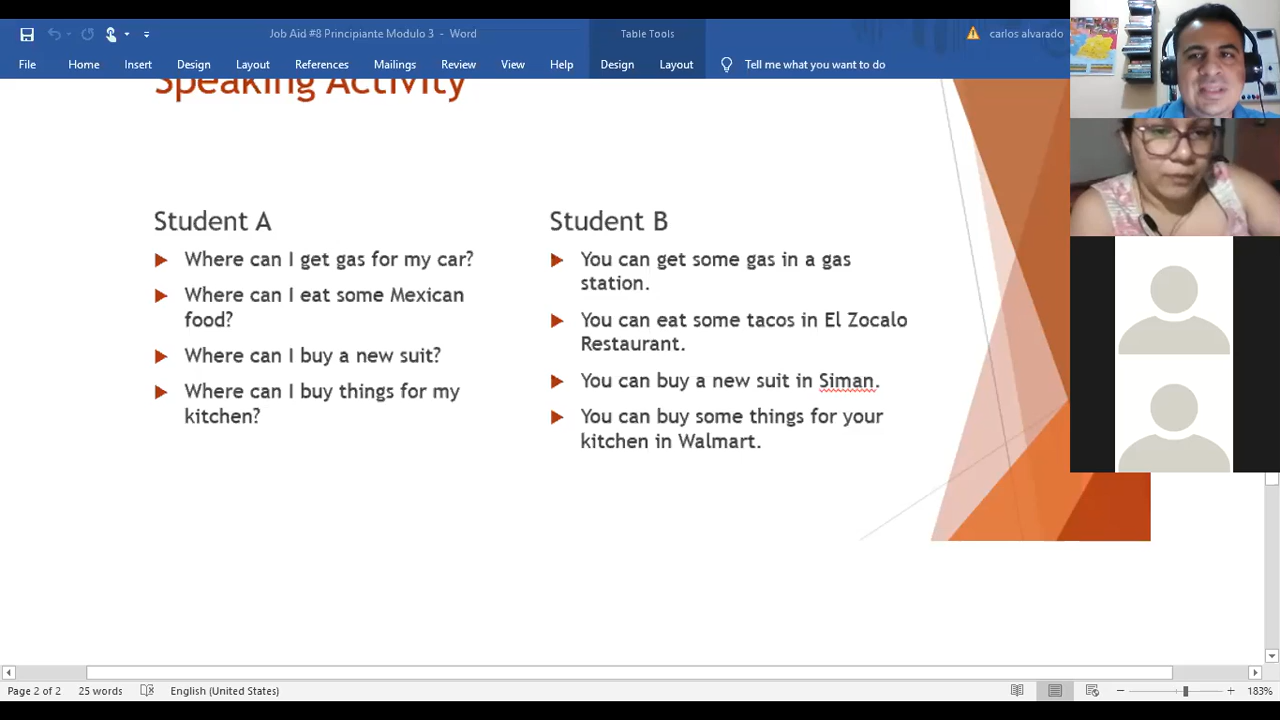 Job Aid #8 Principiante Modulo 3 - Word
Table Tools
carlos alvarado
File Home Insert Design Layout References Mailings Review View Help Design Layout Tell me what you want to do
Speaking Activity
Student A
Where can I get gas for my car?
Where can I eat some Mexican
food?
Where can I buy a new suit?
Where can I buy things for my
kitchen?
Student B
You can get some gas in a gas
station.
You can eat some tacos in El Zocalo
Restaurant.
You can buy a new suit in Siman.
You can buy some things for your
kitchen in Walmart.
Page 2 of 2 25 words English (United States) 183%